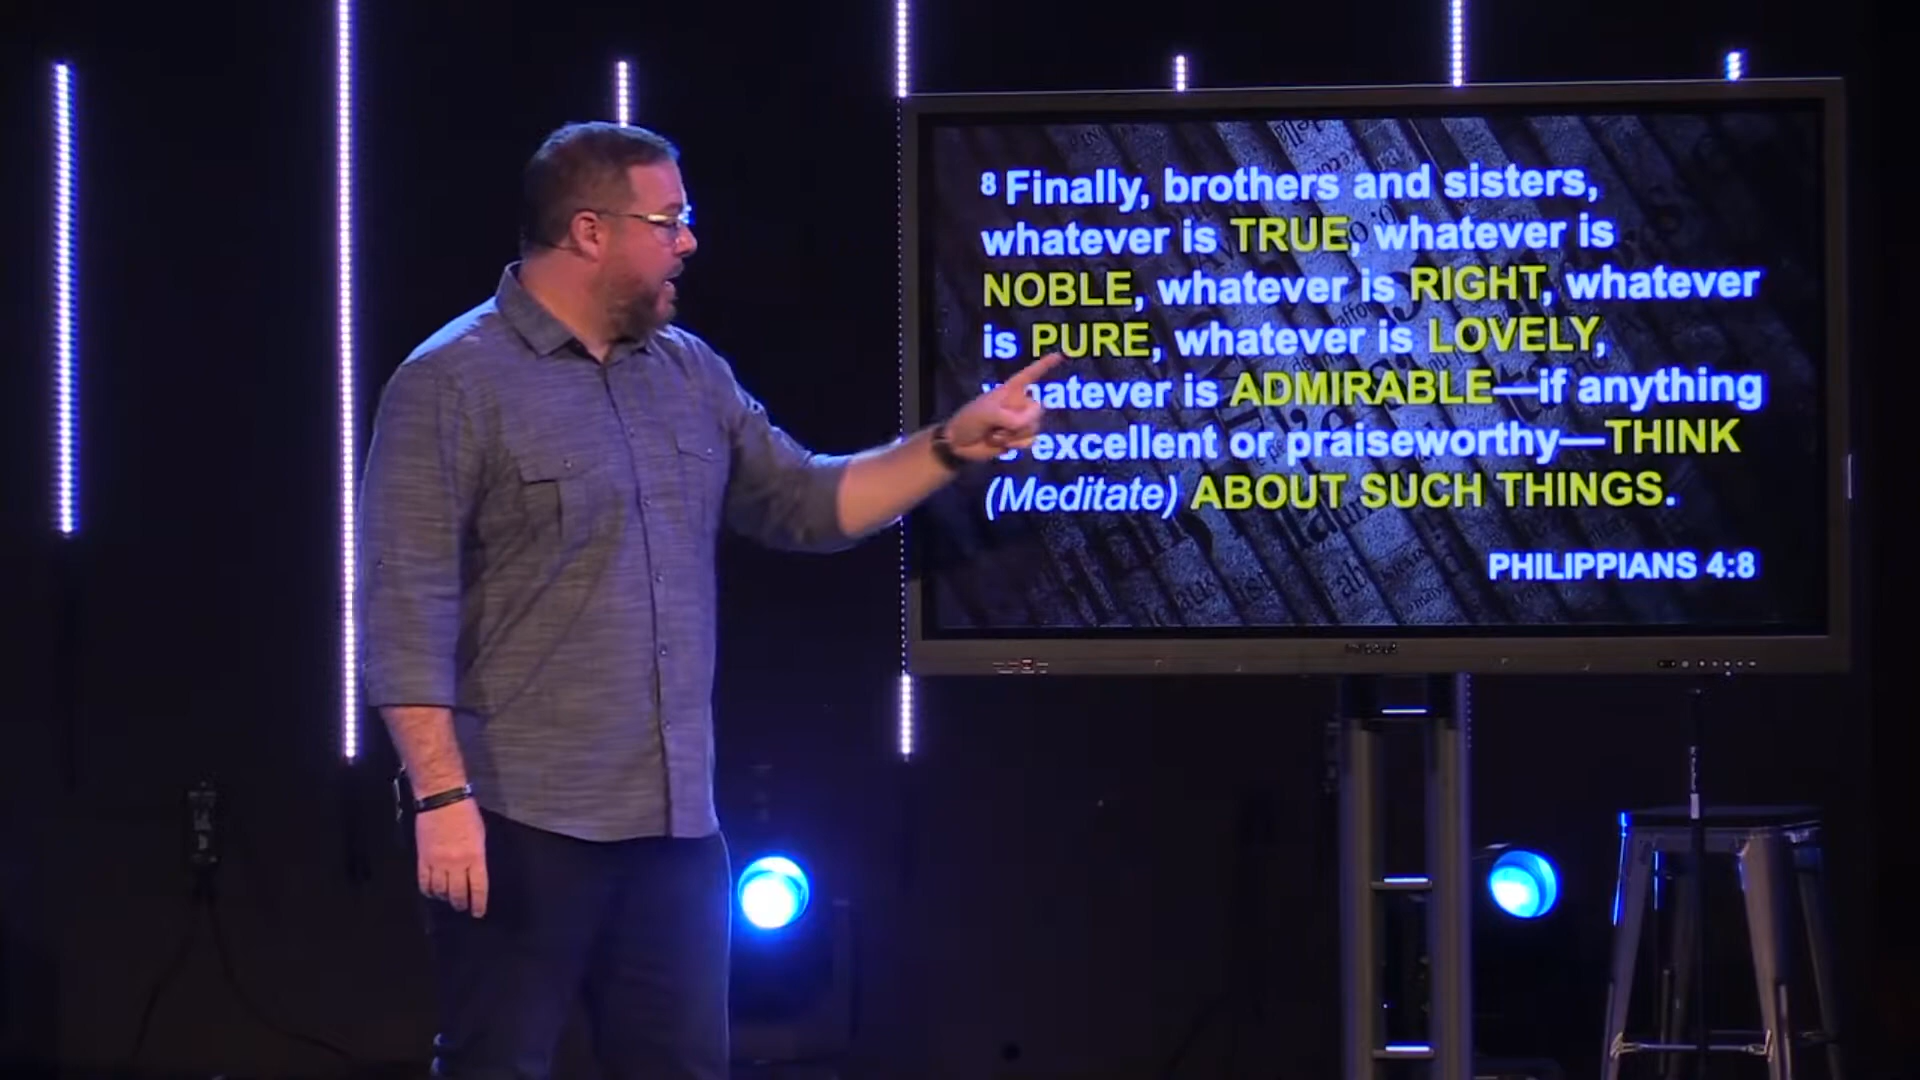 8 Finally, brothers and sisters,
whatever is TRUE, whatever is
NOBLE, whatever is RIGHT, whatever
is PURE, whatever is LOVELY,
whatever is ADMIRABLE—if anything
excellent or praiseworthy—THINK
(Meditate) ABOUT SUCH THINGS.
PHILIPPIANS 4:8